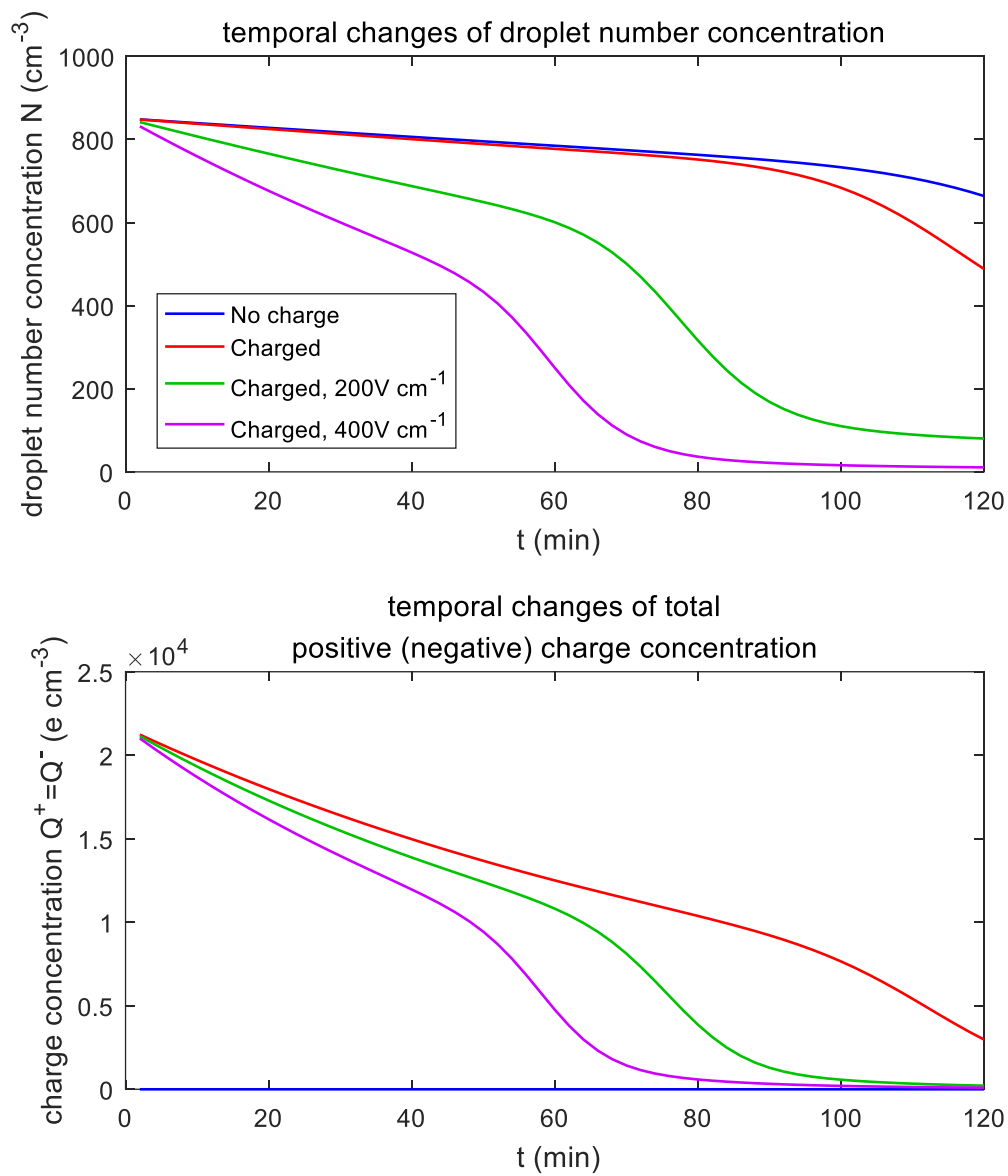 temporal changes of droplet number concentration
droplet number concentration N (cm⁻³)
1000
800
600
400
200
0
No charge
Charged
Charged, 200V cm⁻¹
Charged, 400V cm⁻¹
0 20 40 60 80 100 120
t (min)
temporal changes of total
positive (negative) charge concentration
charge concentration Q⁺=Q⁻ (e cm⁻³)
×10⁴
2.5
2
1.5
1
0.5
0
0 20 40 60 80 100 120
t (min)